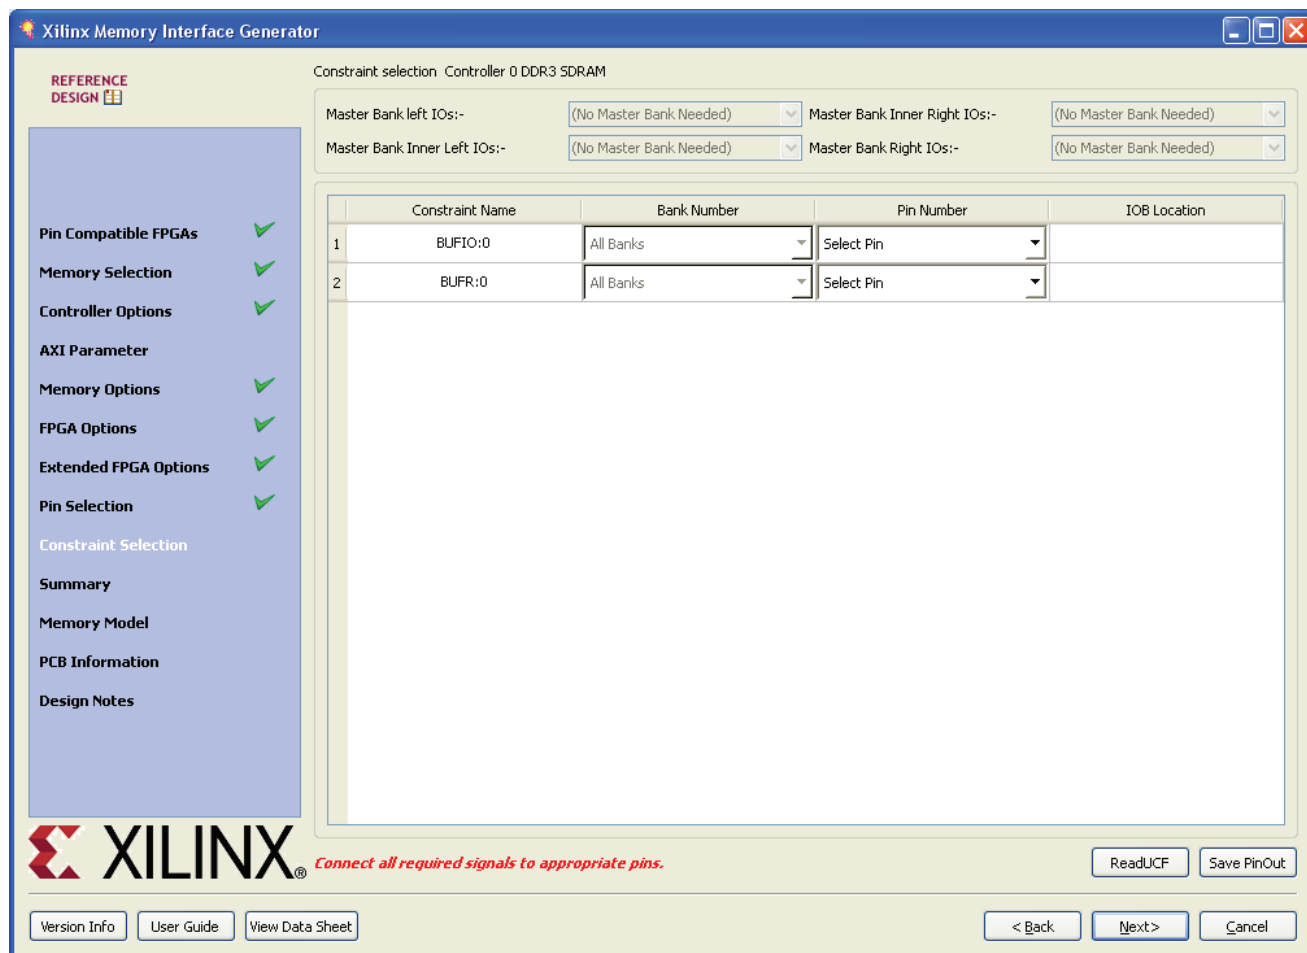 Xilinx Memory Interface Generator
REFERENCE
DESIGN
Constraint selection Controller 0 DDR3 SDRAM
Master Bank left IOs:- (No Master Bank Needed) Master Bank Inner Right IOs:- (No Master Bank Needed)
Master Bank Inner Left IOs:- (No Master Bank Needed) Master Bank Right IOs:- (No Master Bank Needed)
Constraint Name Bank Number Pin Number IOB Location
1 BUFIO:0 All Banks Select Pin
2 BUFR:0 All Banks Select Pin
Pin Compatible FPGAs
Memory Selection
Controller Options
AXI Parameter
Memory Options
FPGA Options
Extended FPGA Options
Pin Selection
Constraint Selection
Summary
Memory Model
PCB Information
Design Notes
XILINX®
Connect all required signals to appropriate pins.
ReadUCF Save PinOut
Version Info User Guide View Data Sheet < Back Next> Cancel